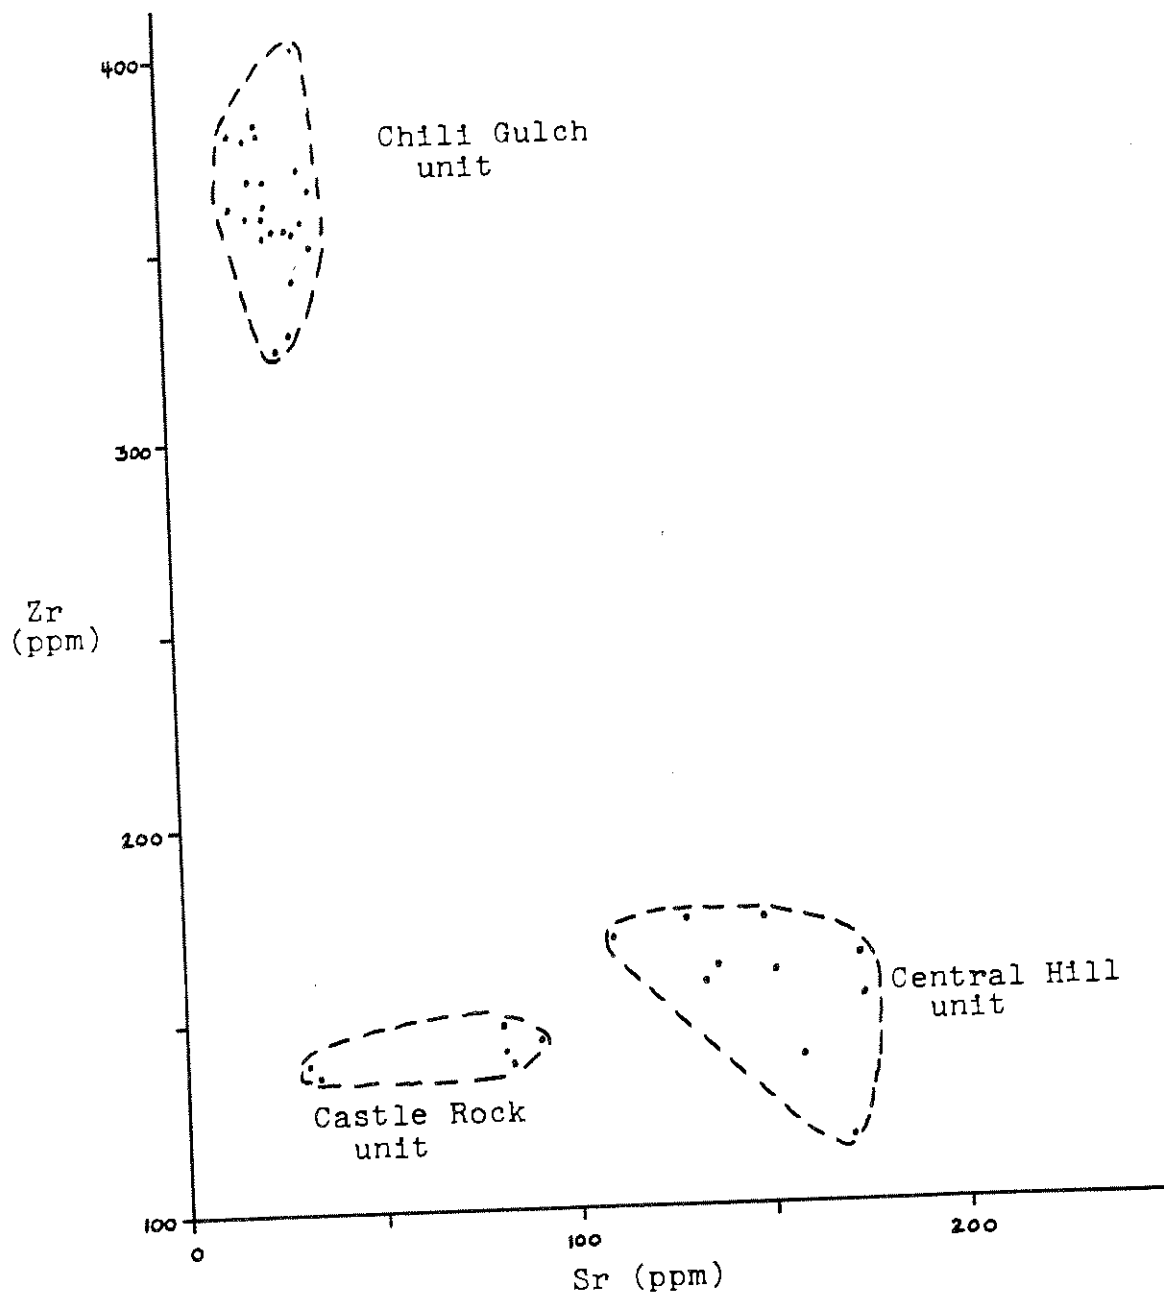 400
Chili Gulch
unit
300
Zr
(ppm)
200
Central Hill
unit
Castle Rock
unit
100
0
100
200
Sr (ppm)